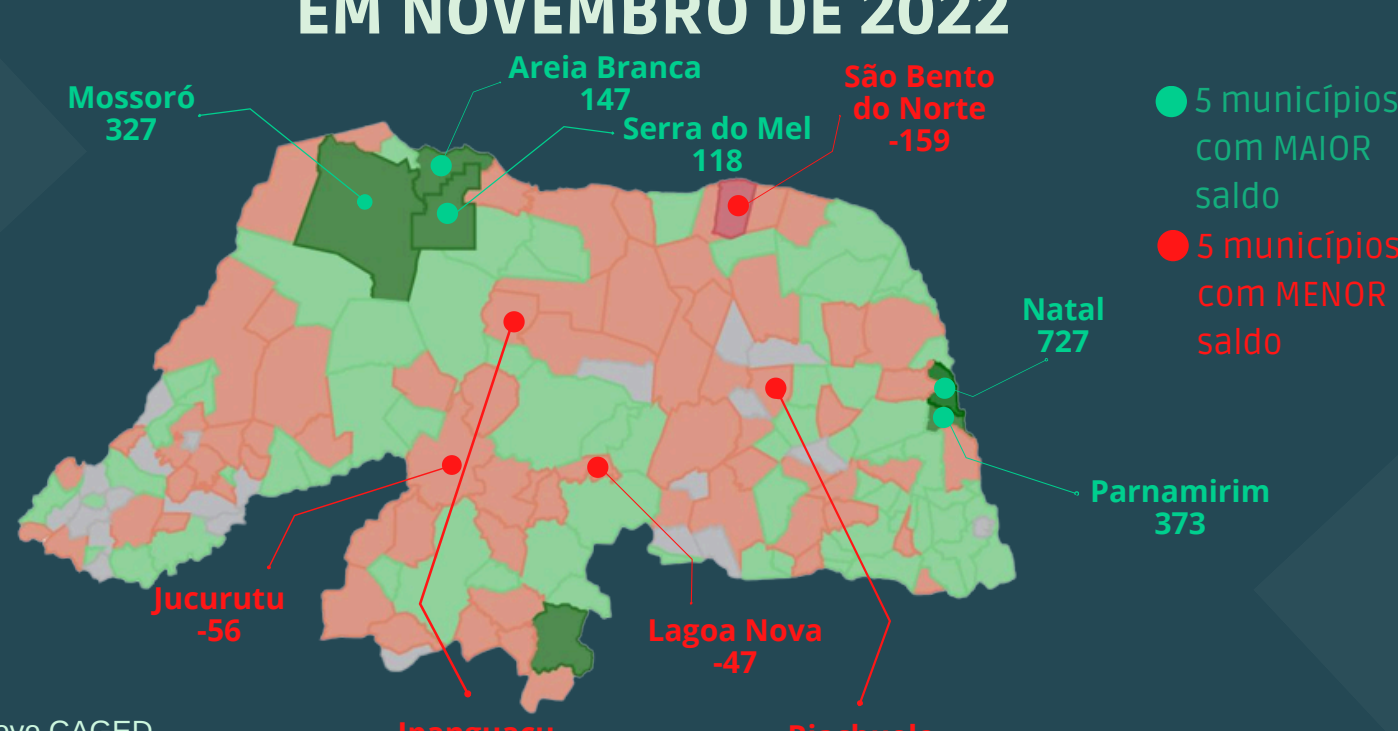 EM NOVEMBRO DE 2022
Areia Branca
147
São Bento
do Norte
-159
Mossoró
327
Serra do Mel
118
5 municípios
com MAIOR
saldo
5 municípios
com MENOR
saldo
Natal
727
Parnamirim
373
Jucurutu
-56
Lagoa Nova
-47
CAGED